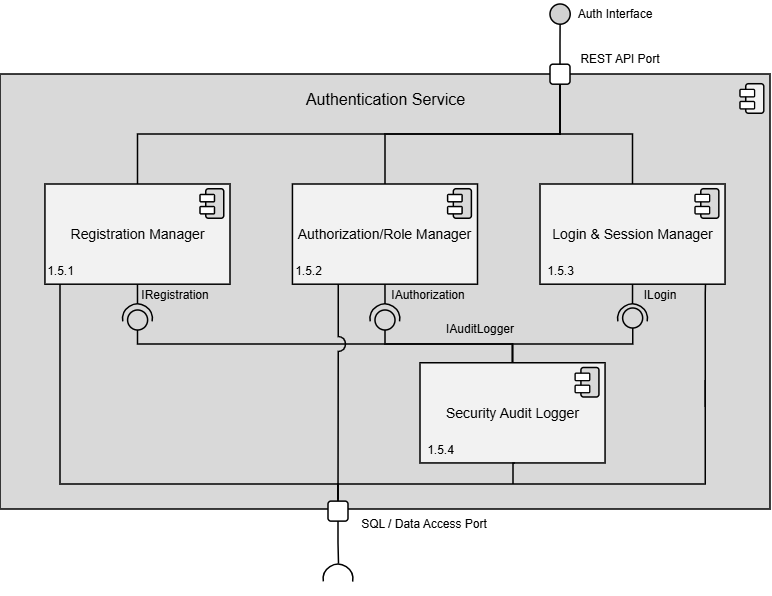 Auth Interface
REST API Port
Authentication Service
Registration Manager
1.5.1
Authorization/Role Manager
1.5.2
Login & Session Manager
1.5.3
IRegistration
IAuthorization
ILogin
IAuditLogger
Security Audit Logger
1.5.4
SQL / Data Access Port